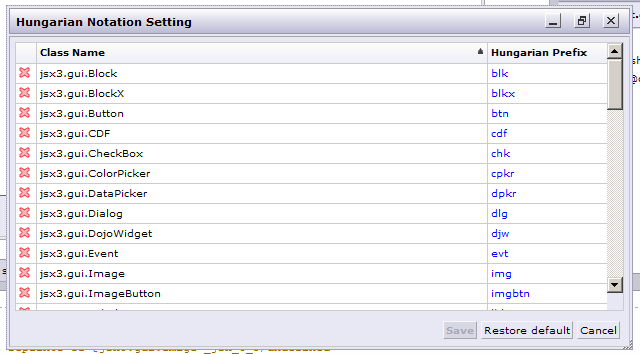 Hungarian Notation Setting
Class Name Hungarian Prefix
jsx3.gui.Block blk
jsx3.gui.BlockX blkx
jsx3.gui.Button btn
jsx3.gui.CDF cdf
jsx3.gui.CheckBox chk
jsx3.gui.ColorPicker cpkr
jsx3.gui.DataPicker dpkr
jsx3.gui.Dialog dlg
jsx3.gui.DojoWidget djw
jsx3.gui.Event evt
jsx3.gui.Image img
jsx3.gui.ImageButton imgbtn
Save Restore default Cancel